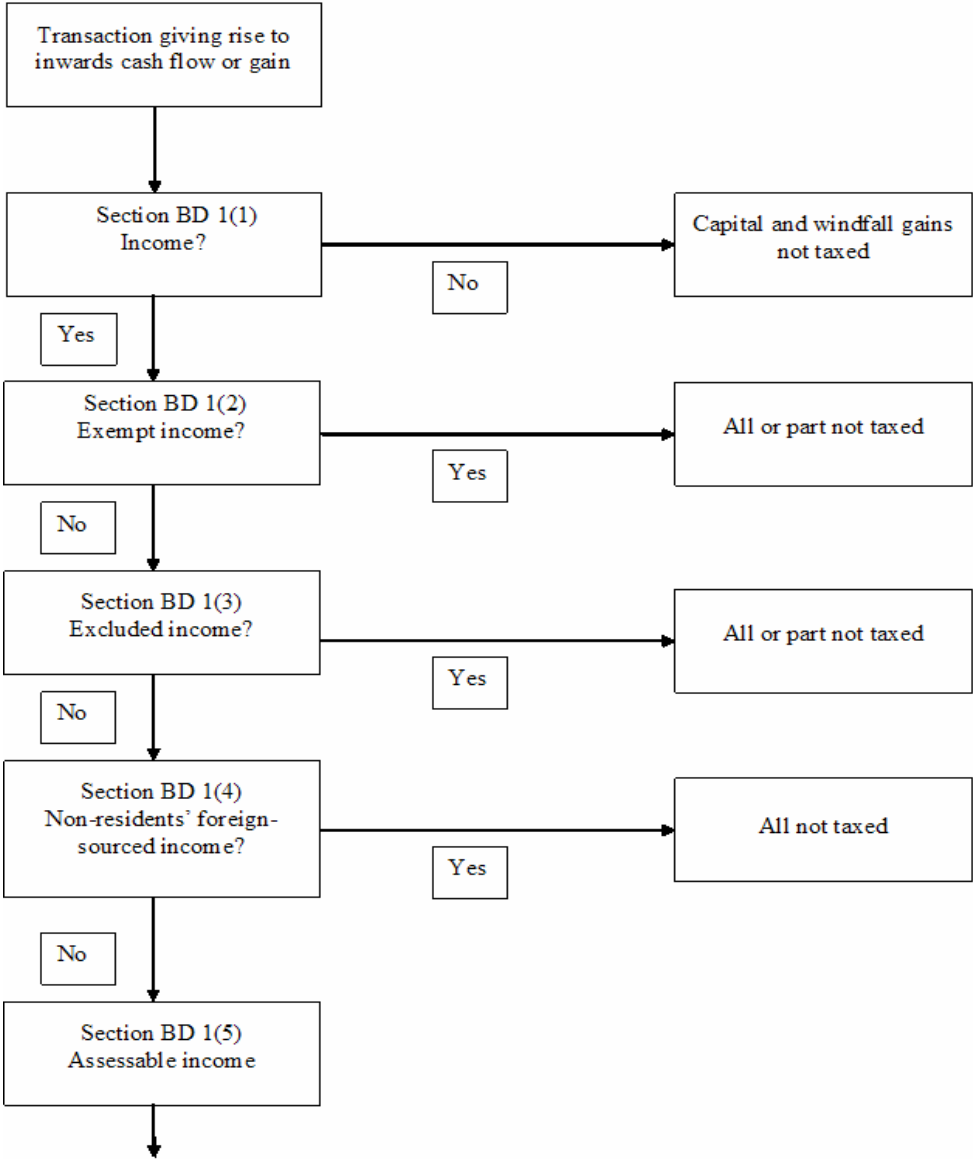 Transaction giving rise to
inwards cash flow or gain
Section BD 1(1)
Income?
No
Capital and windfall gains
not taxed
Yes
Section BD 1(2)
Exempt income?
Yes
All or part not taxed
No
Section BD 1(3)
Excluded income?
Yes
All or part not taxed
No
Section BD 1(4)
Non-residents’ foreign-
sourced income?
Yes
All not taxed
No
Section BD 1(5)
Assessable income